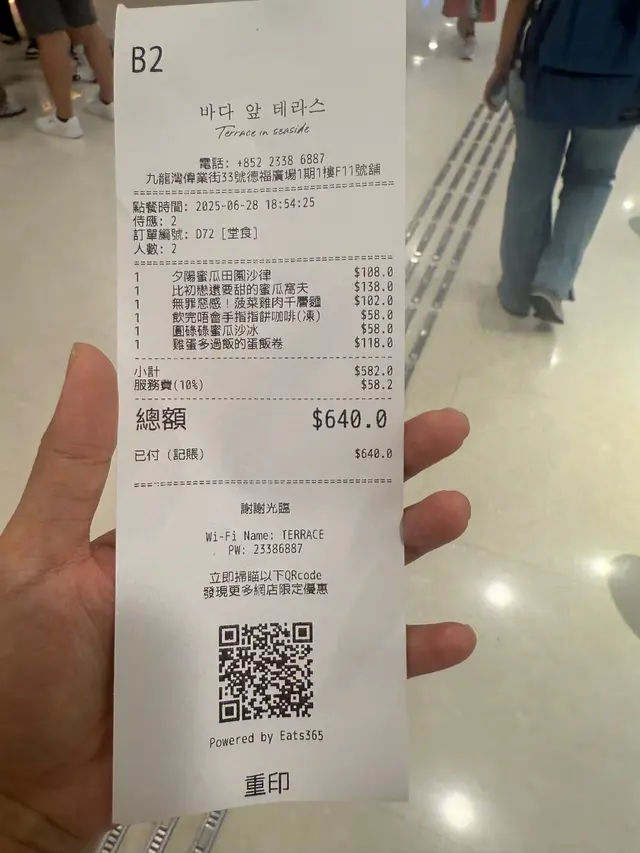 B2
바다 앞 테라스
Terrace in seaside
電話: +852 2338 6887
九龍灣偉業街33號德福廣場1期1樓F11號舖
點餐時間: 2025-06-28 18:54:25
侍應: 2
訂單編號: D72 [堂食]
人數: 2
1 夕陽蜜瓜田園沙律 $108.0
1 比初戀還要甜的蜜瓜窩夫 $138.0
1 無罪惡感！菠菜雞肉千層麵 $102.0
1 飲完唔會手指指餅咖啡(凍) $58.0
1 圓碌碌蜜瓜沙冰 $58.0
1 雞蛋多過飯的蛋飯卷 $118.0
小計 $582.0
服務費(10%) $58.2
總額 $640.0
已付 (記賬) $640.0
謝謝光臨
Wi-Fi Name: TERRACE
PW: 23386887
立即掃瞄以下QRcode
發現更多網店限定優惠
Powered by Eats365
重印